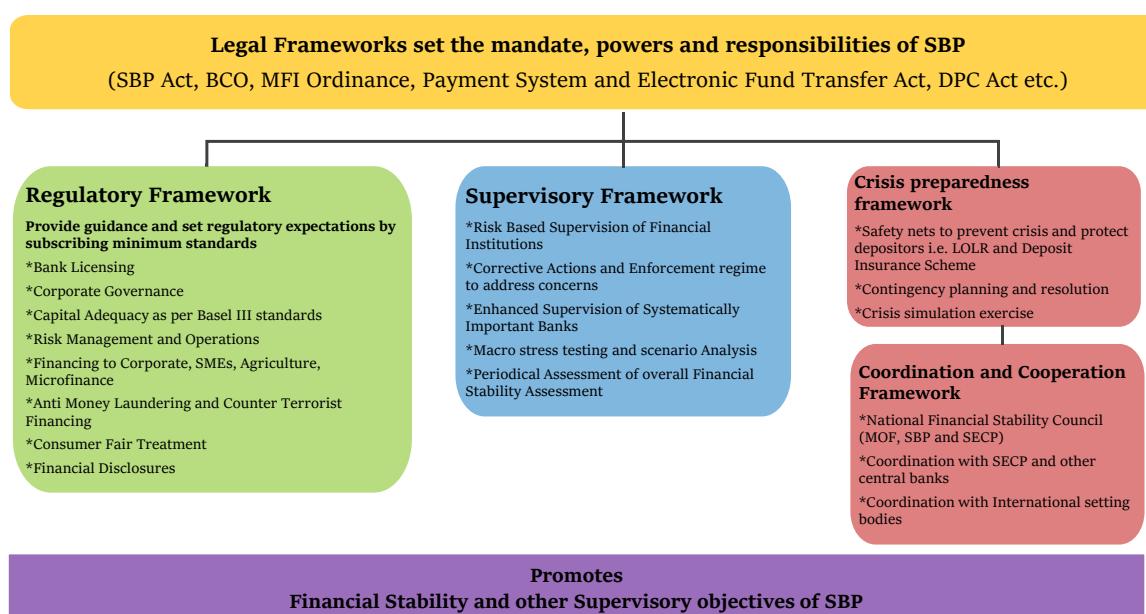 Legal Frameworks set the mandate, powers and responsibilities of SBP
(SBP Act, BCO, MFI Ordinance, Payment System and Electronic Fund Transfer Act, DPC Act etc.)
Regulatory Framework
Provide guidance and set regulatory expectations by
subscribing minimum standards
*Bank Licensing
*Corporate Governance
*Capital Adequacy as per Basel III standards
*Risk Management and Operations
*Financing to Corporate, SMEs, Agriculture,
Microfinance
*Anti Money Laundering and Counter Terrorist
Financing
*Consumer Fair Treatment
*Financial Disclosures
Supervisory Framework
*Risk Based Supervision of Financial
Institutions
*Corrective Actions and Enforcement regime
to address concerns
*Enhanced Supervision of Systematically
Important Banks
*Macro stress testing and scenario Analysis
*Periodical Assessment of overall Financial
Stability Assessment
Crisis preparedness
framework
*Safety nets to prevent crisis and protect
depositors i.e. LOLR and Deposit
Insurance Scheme
*Contingency planning and resolution
*Crisis simulation exercise
Coordination and Cooperation
Framework
*National Financial Stability Council
(MOF, SBP and SECP)
*Coordination with SECP and other
central banks
*Coordination with International setting
bodies
Promotes
Financial Stability and other Supervisory objectives of SBP